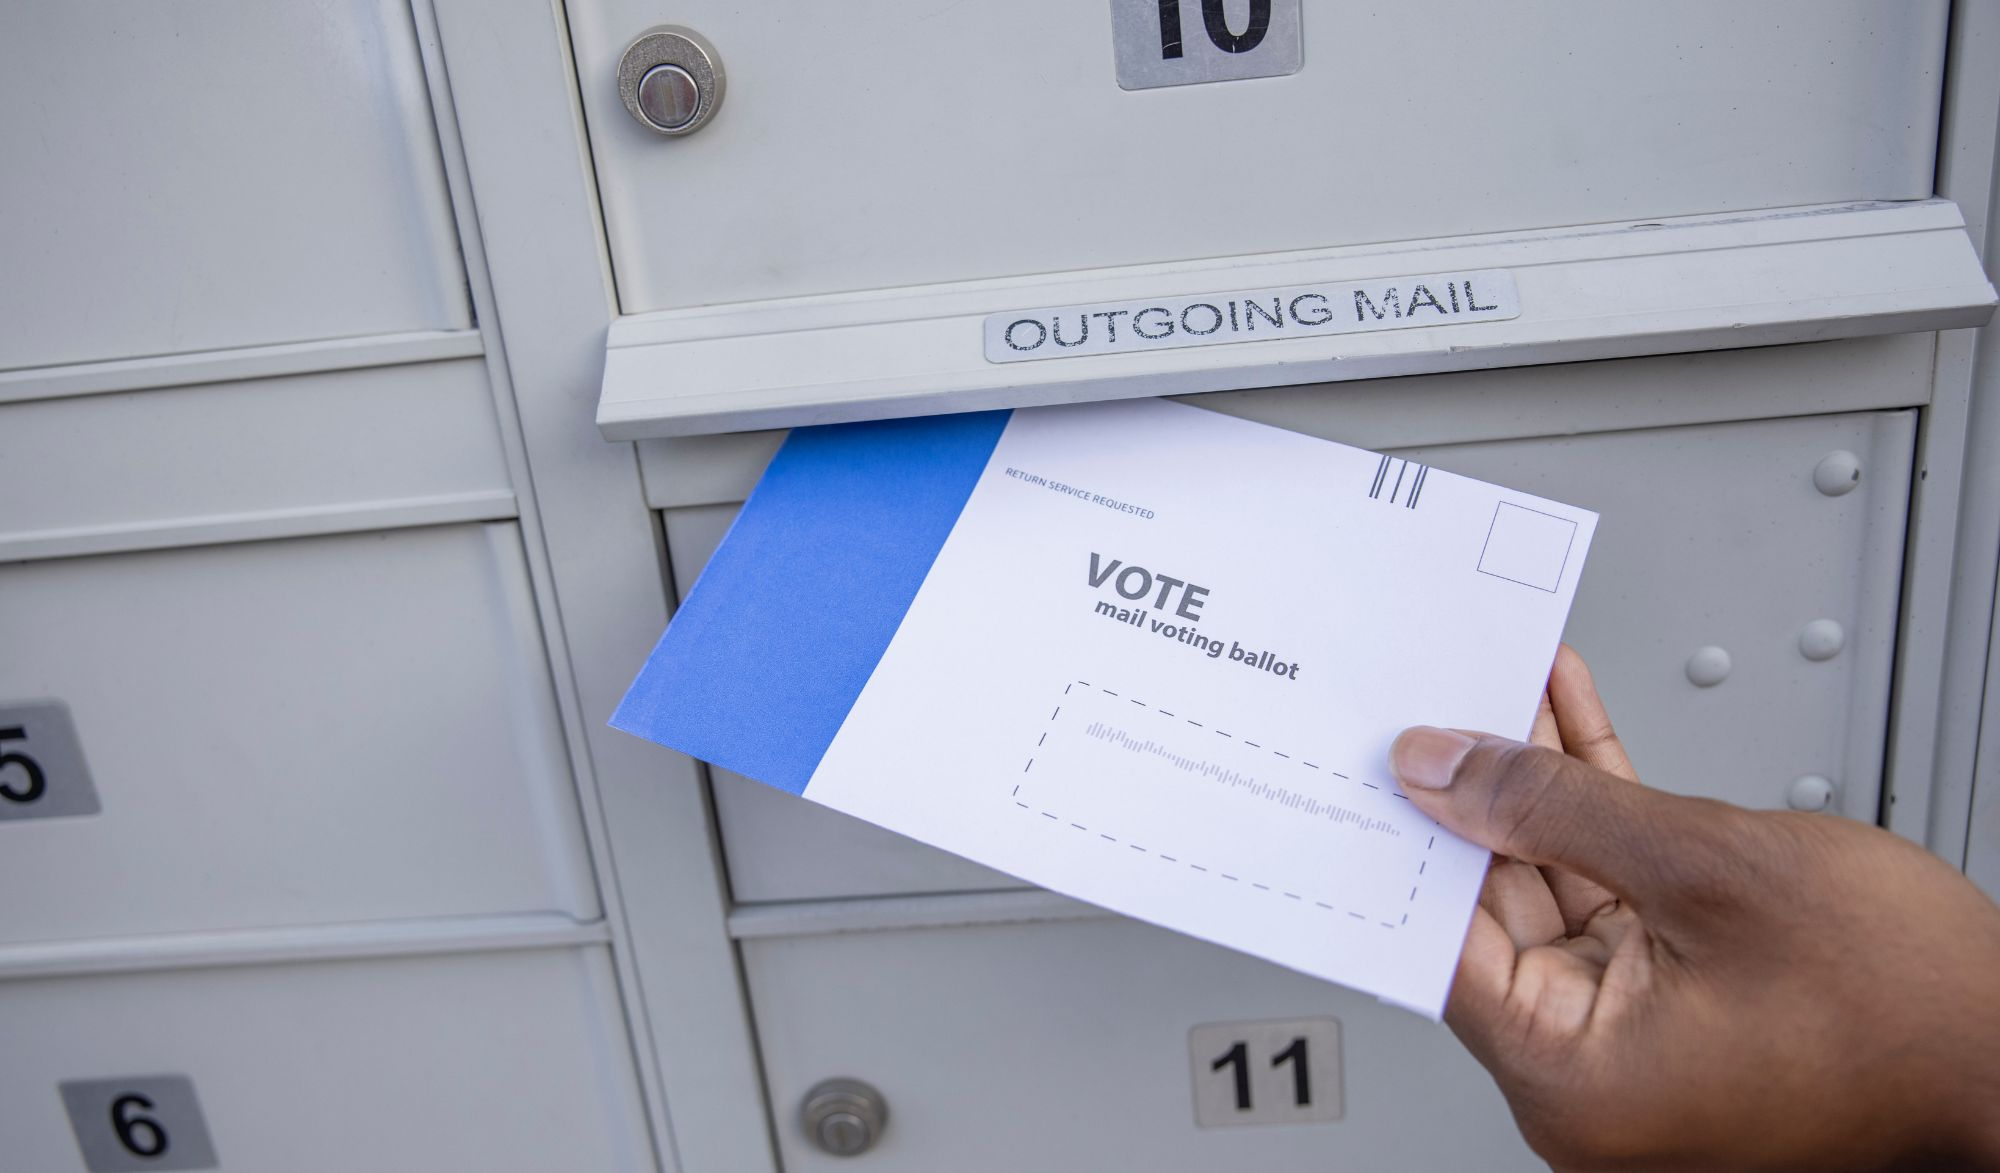 10
OUTGOING MAIL
RETURN SERVICE REQUESTED
VOTE
mail voting ballot
5
11
6